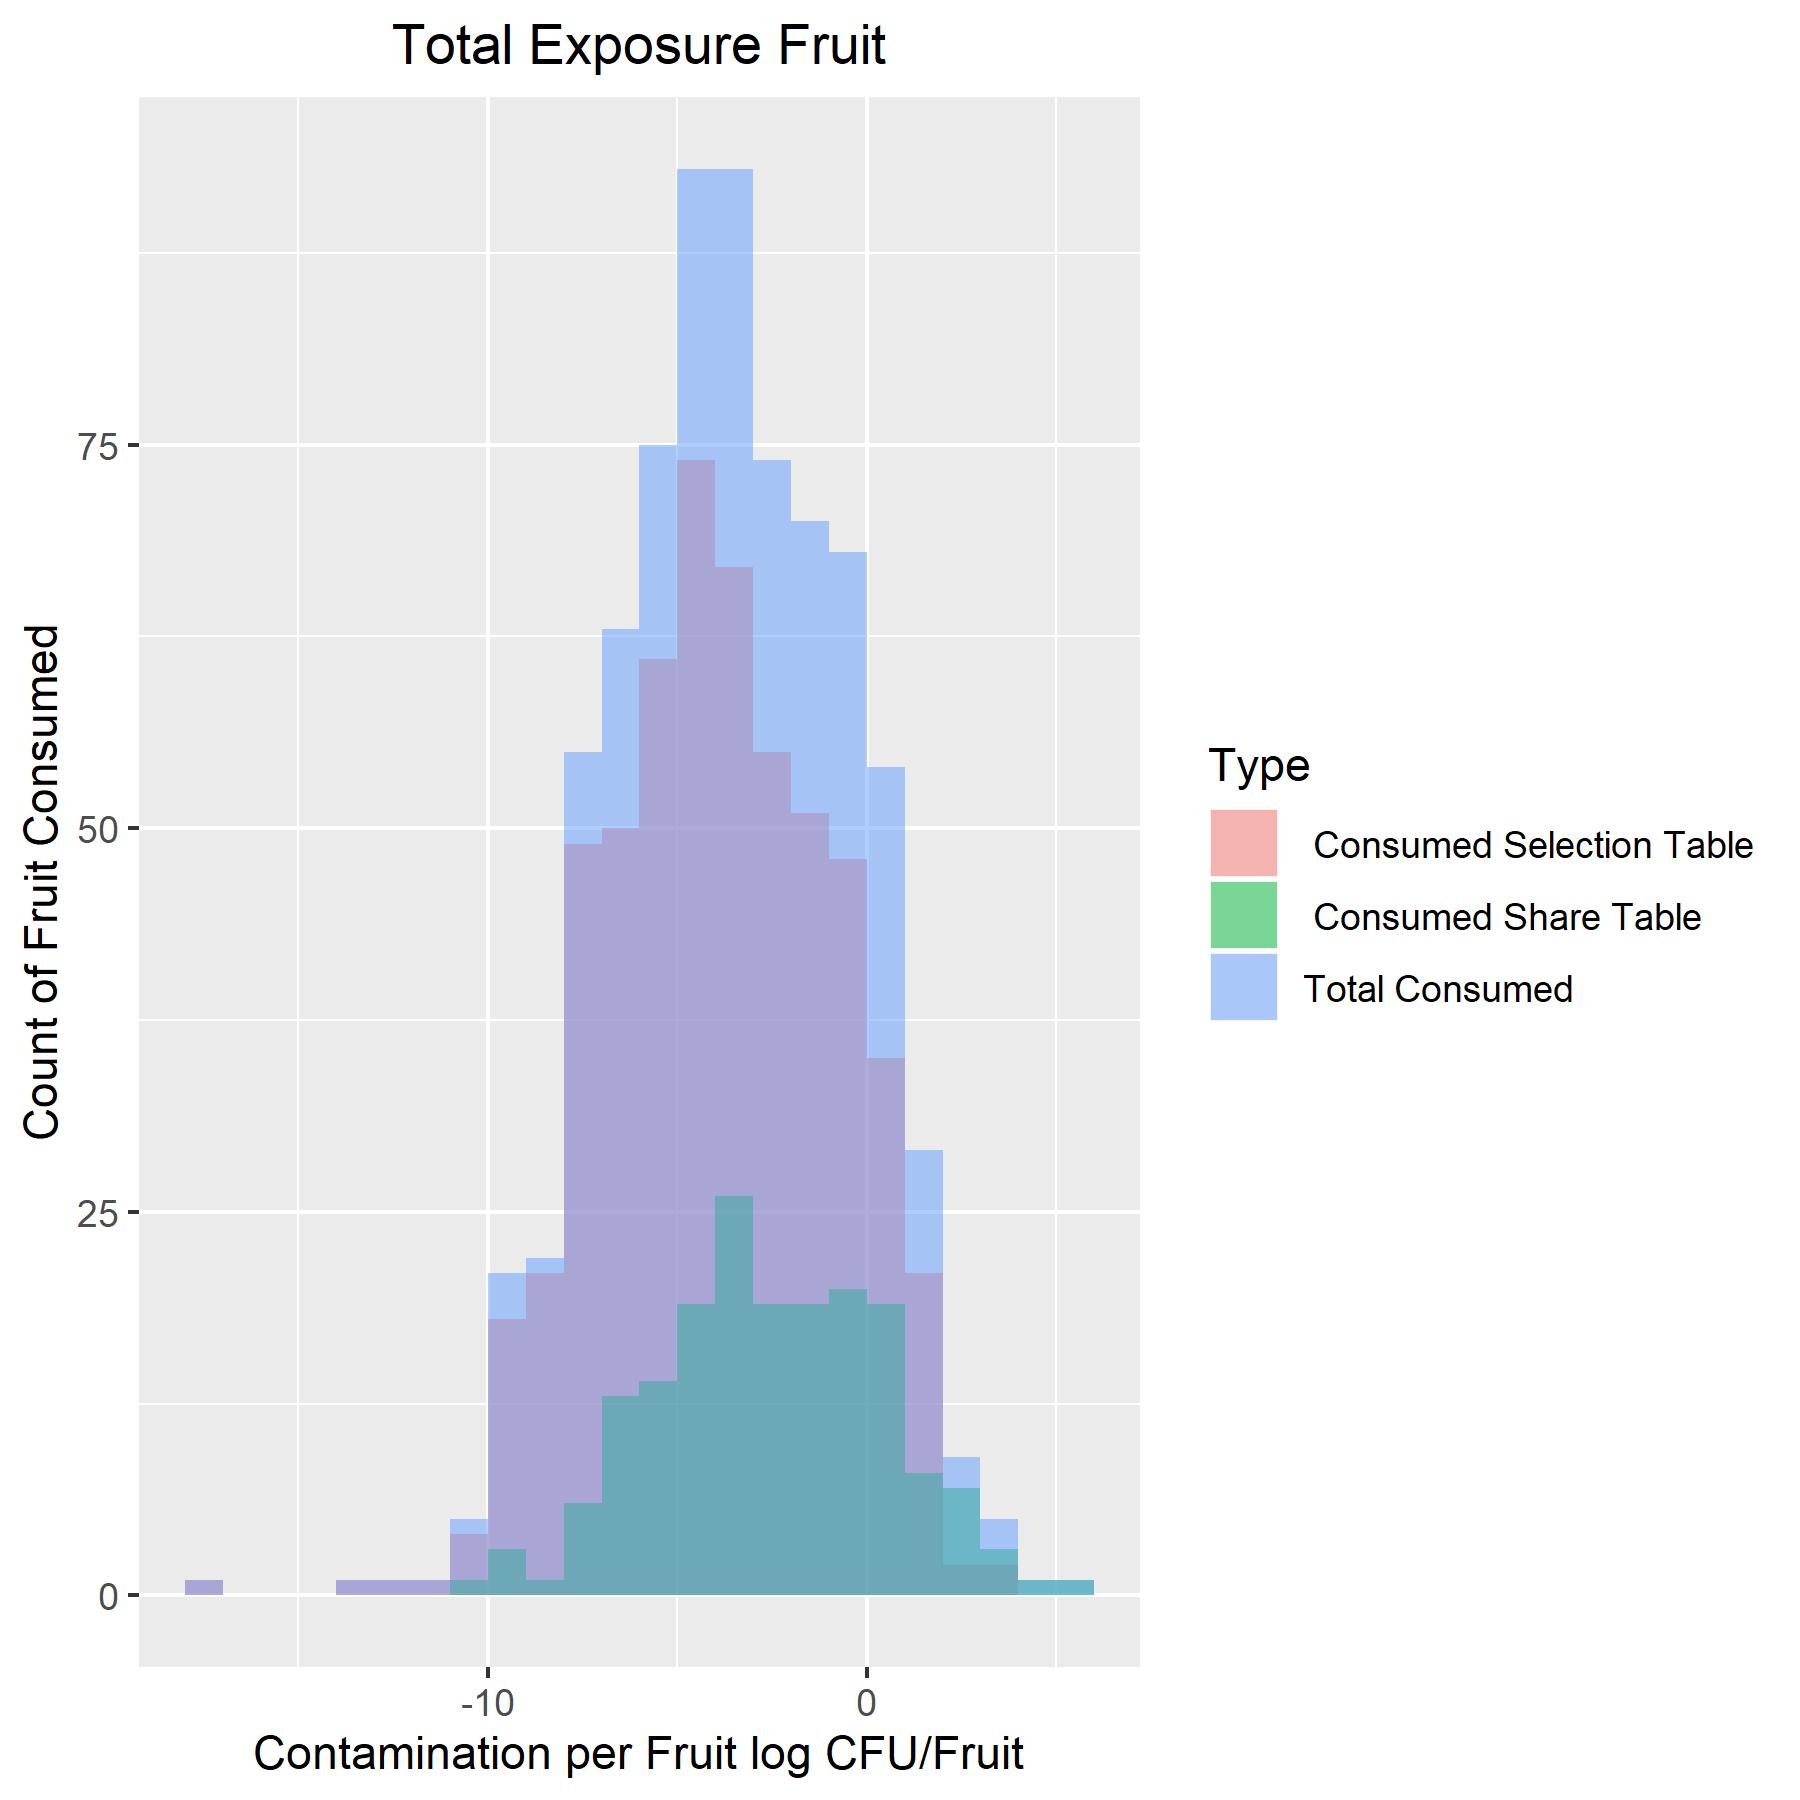 Total Exposure Fruit
Count of Fruit Consumed
75
50
25
0
-10
0
Contamination per Fruit log CFU/Fruit
Type
Consumed Selection Table
Consumed Share Table
Total Consumed